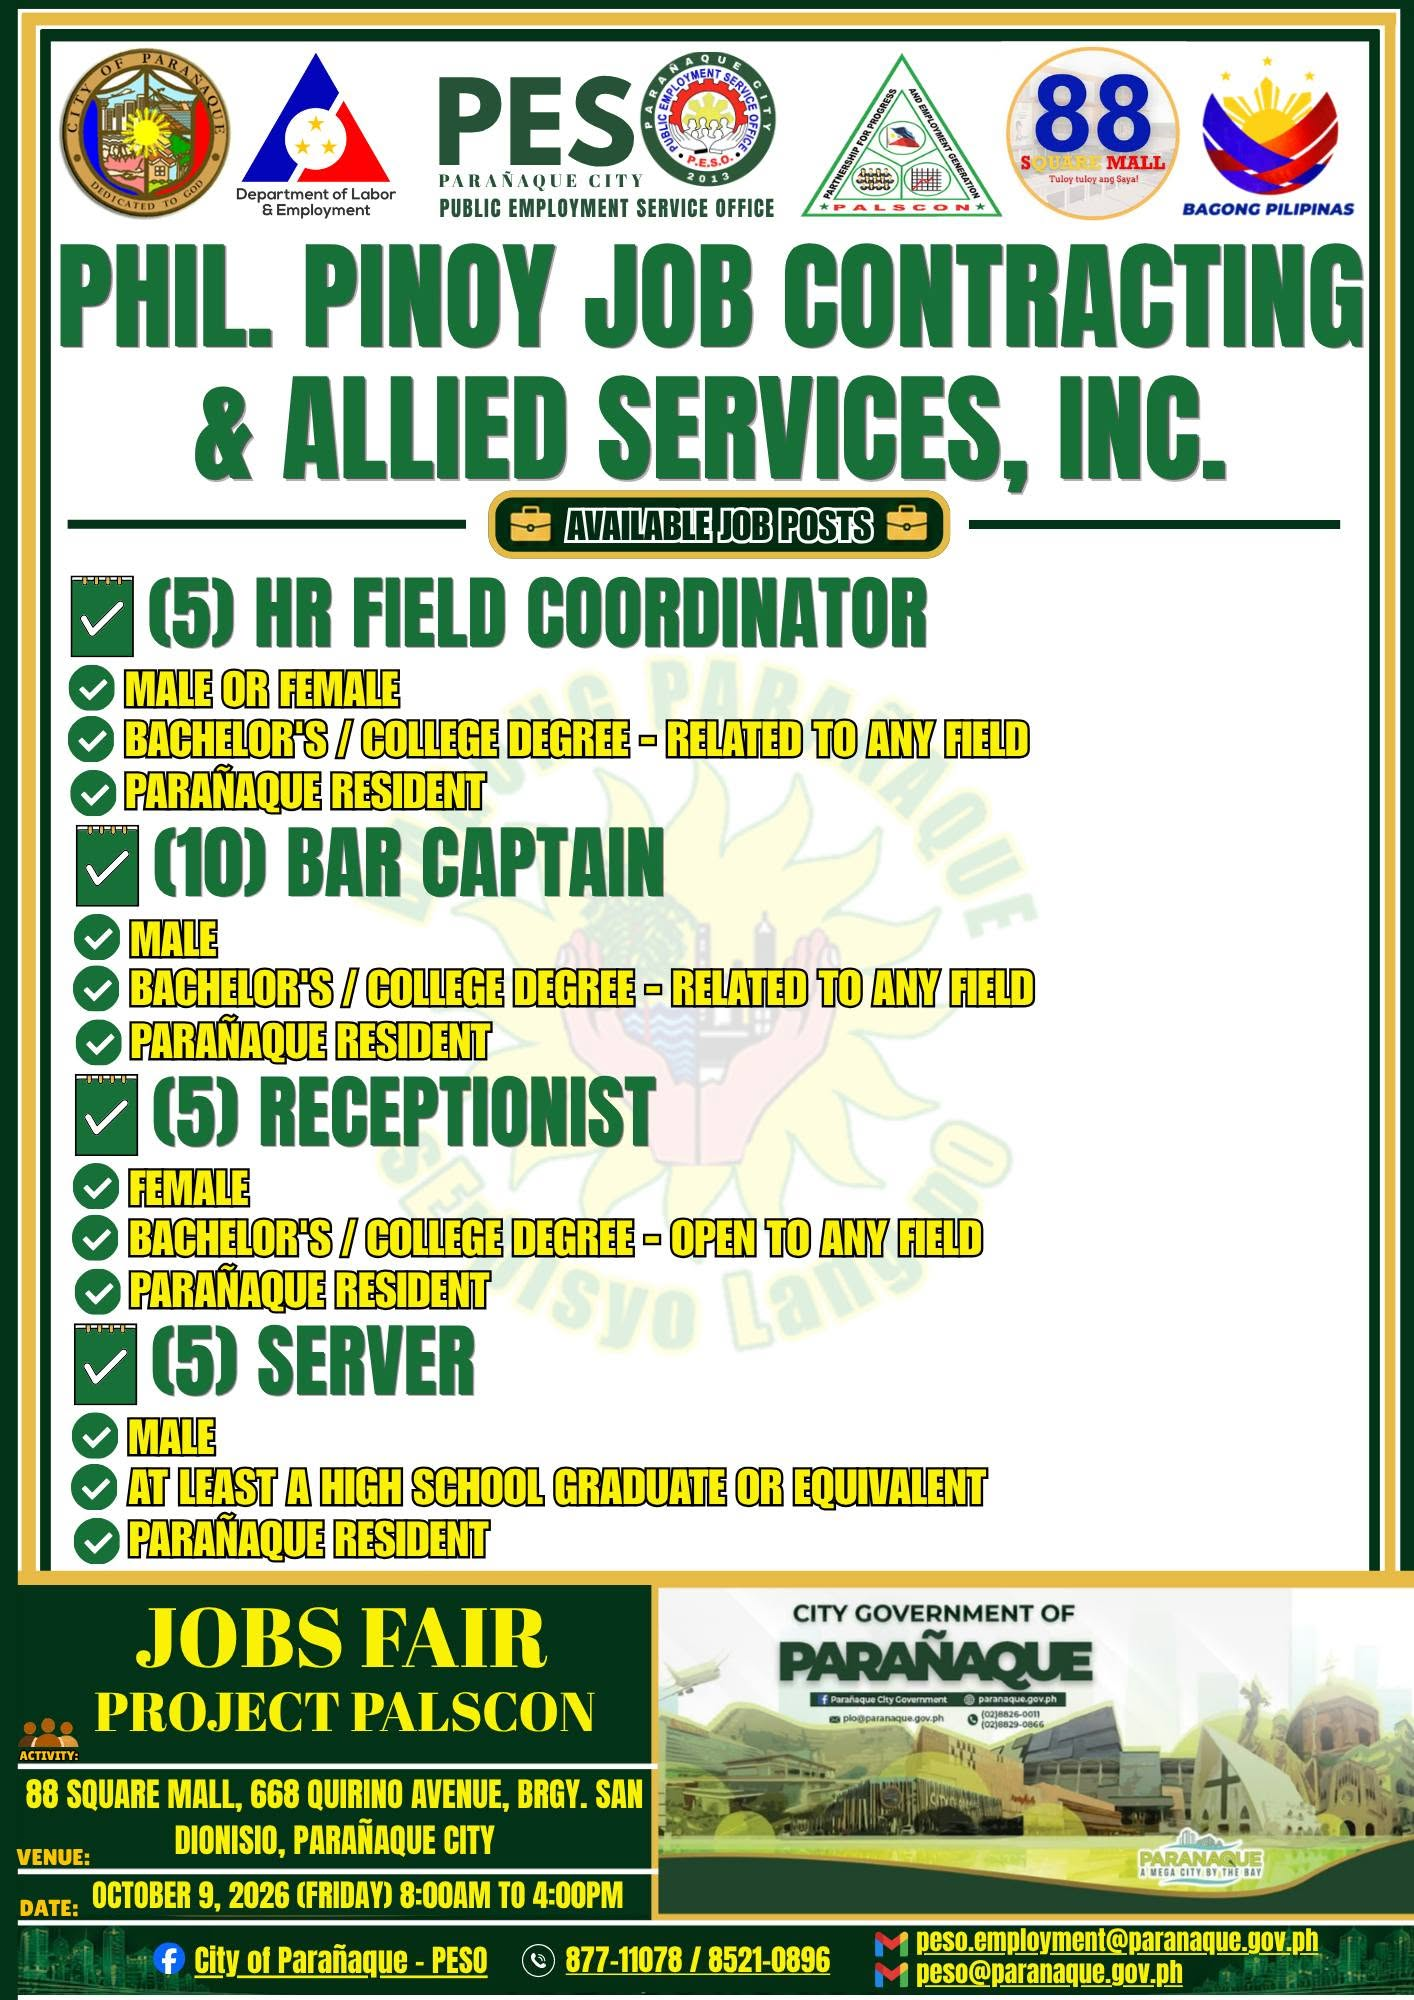 CITY OF PARAÑAQUE
DEDICATED TO GOD
Department of Labor
& Employment
PESO
PARAÑAQUE CITY
PUBLIC EMPLOYMENT SERVICE OFFICE
PARAÑAQUE CITY
PUBLIC EMPLOYMENT SERVICE OFFICE
P.E.S.O.
2013
PARTNERSHIP FOR PROGRESS
AND EMPLOYMENT GENERATION
PALSCON
88
SQUARE MALL
Tuloy tuloy ang Saya!
BAGONG PILIPINAS
PHIL. PINOY JOB CONTRACTING
& ALLIED SERVICES, INC.
AVAILABLE JOB POSTS
(5) HR FIELD COORDINATOR
MALE OR FEMALE
BACHELOR'S / COLLEGE DEGREE - RELATED TO ANY FIELD
PARAÑAQUE RESIDENT
(10) BAR CAPTAIN
MALE
BACHELOR'S / COLLEGE DEGREE - RELATED TO ANY FIELD
PARAÑAQUE RESIDENT
(5) RECEPTIONIST
FEMALE
BACHELOR'S / COLLEGE DEGREE - OPEN TO ANY FIELD
PARAÑAQUE RESIDENT
(5) SERVER
MALE
AT LEAST A HIGH SCHOOL GRADUATE OR EQUIVALENT
PARAÑAQUE RESIDENT
JOBS FAIR
PROJECT PALSCON
ACTIVITY:
88 SQUARE MALL, 668 QUIRINO AVENUE, BRGY. SAN
DIONISIO, PARAÑAQUE CITY
VENUE:
DATE: OCTOBER 9, 2026 (FRIDAY) 8:00AM TO 4:00PM
CITY GOVERNMENT OF
PARAÑAQUE
Parañaque City Government paranaque.gov.ph
plo@paranaque.gov.ph (02)8826-0011
(02)8829-0866
PARAÑAQUE
A MEGA CITY BY THE BAY
City of Parañaque - PESO
877-11078 / 8521-0896
peso.employment@paranaque.gov.ph
peso@paranaque.gov.ph